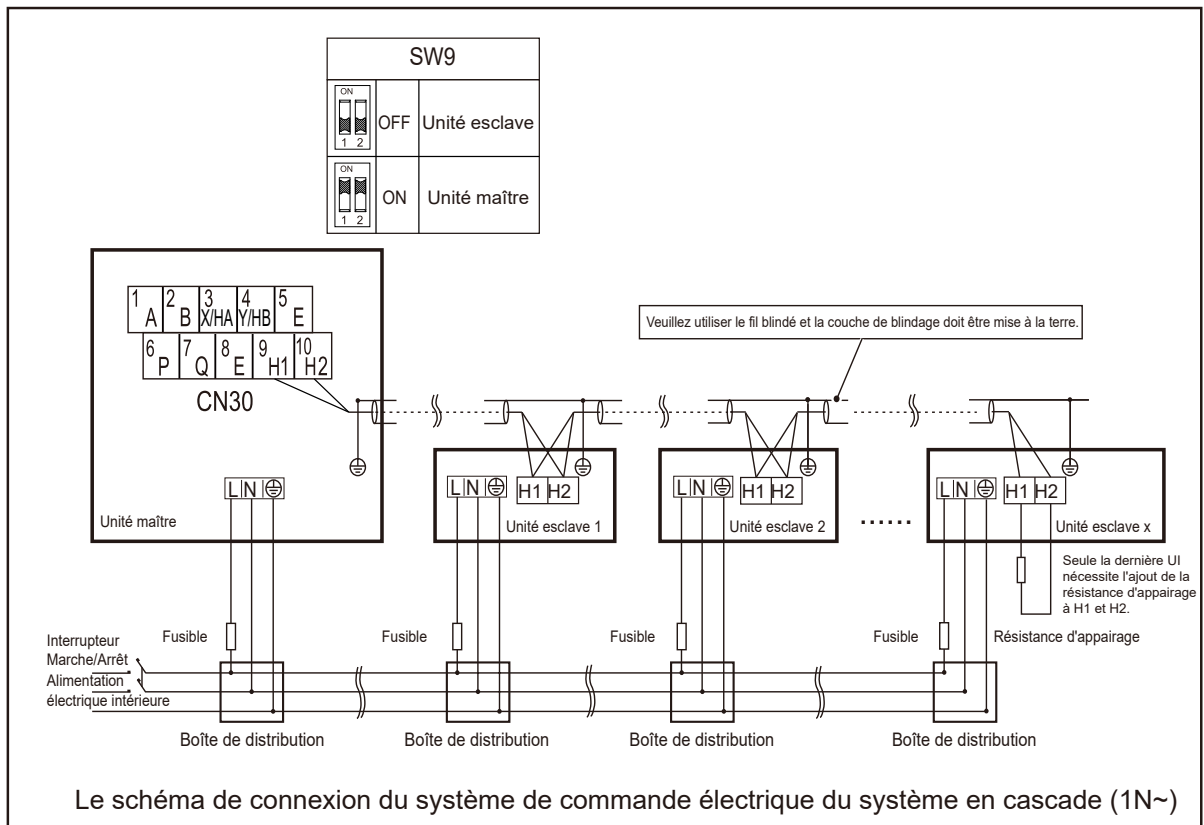 SW9
ON
1 2
OFF
Unité esclave
ON
1 2
ON
Unité maître
1 A
2 B
3 X/HA
4 Y/HB
5 E
6 P
7 Q
8 E
9 H1
10 H2
CN30
Veuillez utiliser le fil blindé et la couche de blindage doit être mise à la terre.
L N
Unité maître
L N
H1 H2
Unité esclave 1
L N
H1 H2
Unité esclave 2
......
L N
H1 H2
Unité esclave x
Seule la dernière UI
nécessite l'ajout de la
résistance d'appairage
à H1 et H2.
Interrupteur
Marche/Arrêt
Alimentation
électrique intérieure
Fusible
Fusible
Fusible
Fusible
Résistance d'appairage
Boîte de distribution
Boîte de distribution
Boîte de distribution
Boîte de distribution
Le schéma de connexion du système de commande électrique du système en cascade (1N~)